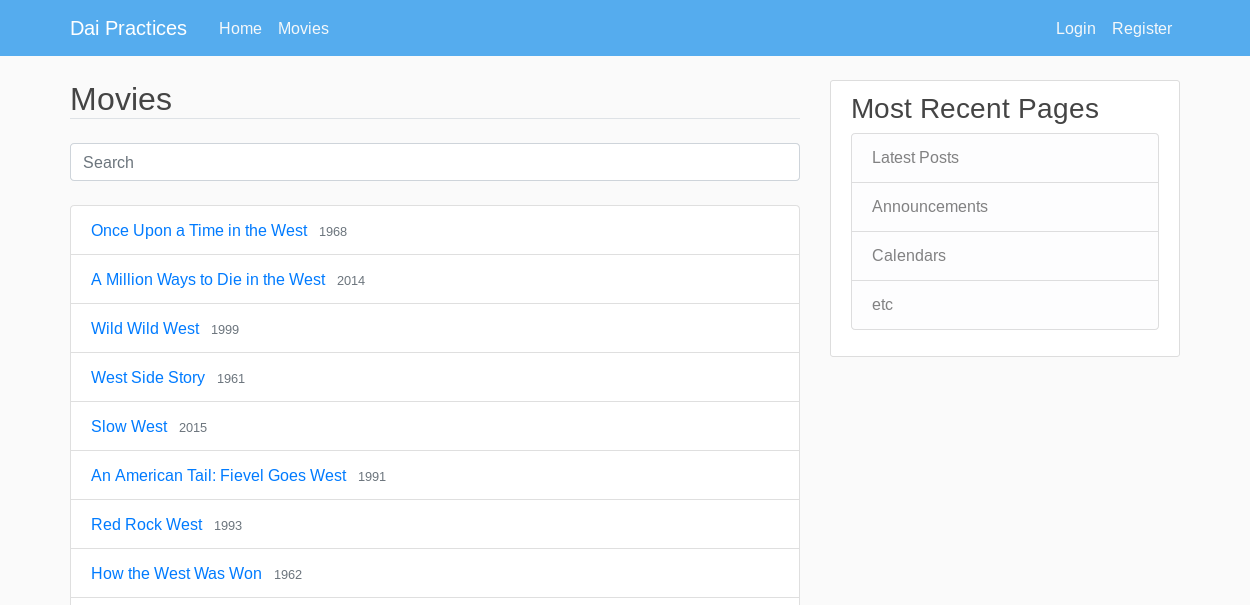 Dai Practices Home Movies Login Register
Movies
Search
Once Upon a Time in the West 1968
A Million Ways to Die in the West 2014
Wild Wild West 1999
West Side Story 1961
Slow West 2015
An American Tail: Fievel Goes West 1991
Red Rock West 1993
How the West Was Won 1962
Most Recent Pages
Latest Posts
Announcements
Calendars
etc